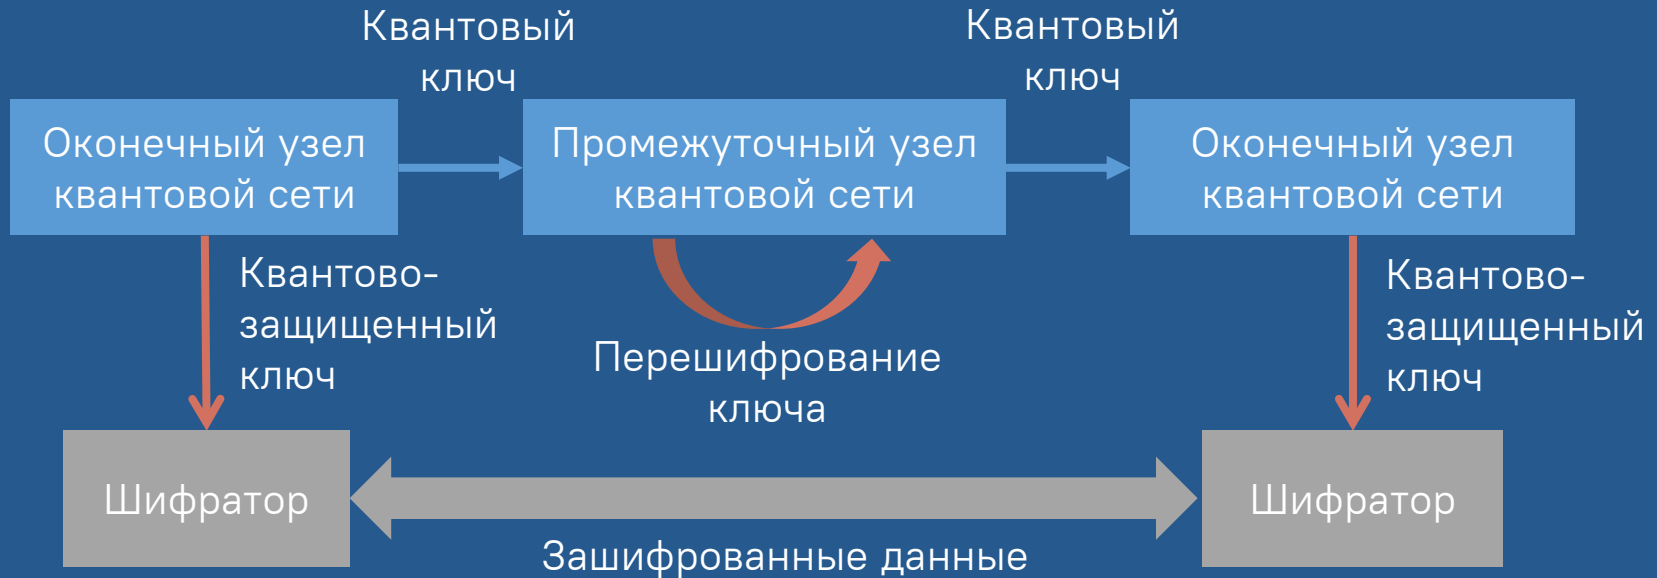 Квантовый
ключ
Квантовый
ключ
Оконечный узел
квантовой сети
Промежуточный узел
квантовой сети
Оконечный узел
квантовой сети
Квантово-
защищенный
ключ
Перешифрование
ключа
Квантово-
защищенный
ключ
Шифратор
Шифратор
Зашифрованные данные